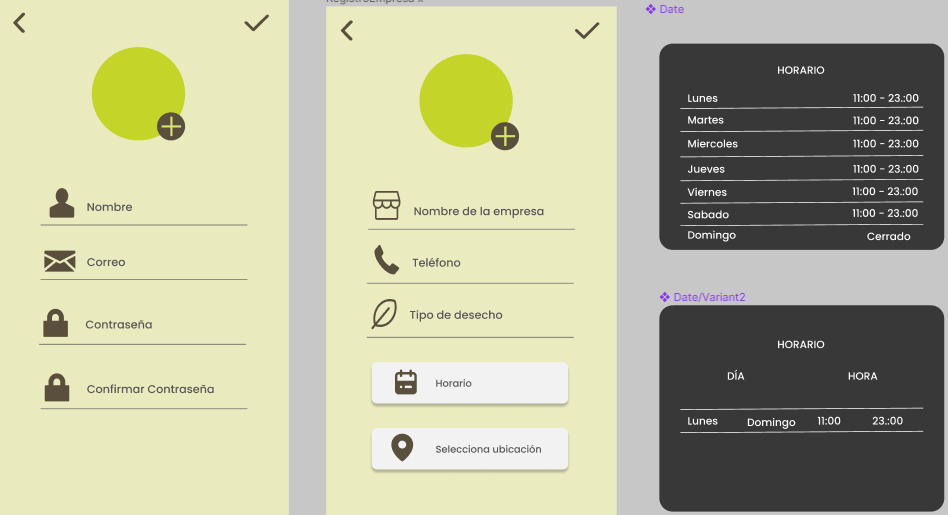 Nombre
Correo
Contraseña
Confirmar Contraseña
RegistroEmpresa
Nombre de la empresa
Teléfono
Tipo de desecho
Horario
Selecciona ubicación
Date
HORARIO
Lunes 11:00 - 23.:00
Martes 11:00 - 23.:00
Miercoles 11:00 - 23.:00
Jueves 11:00 - 23.:00
Viernes 11:00 - 23.:00
Sabado 11:00 - 23.:00
Domingo Cerrado
Date/Variant2
HORARIO
DÍA HORA
Lunes Domingo 11:00 23.:00